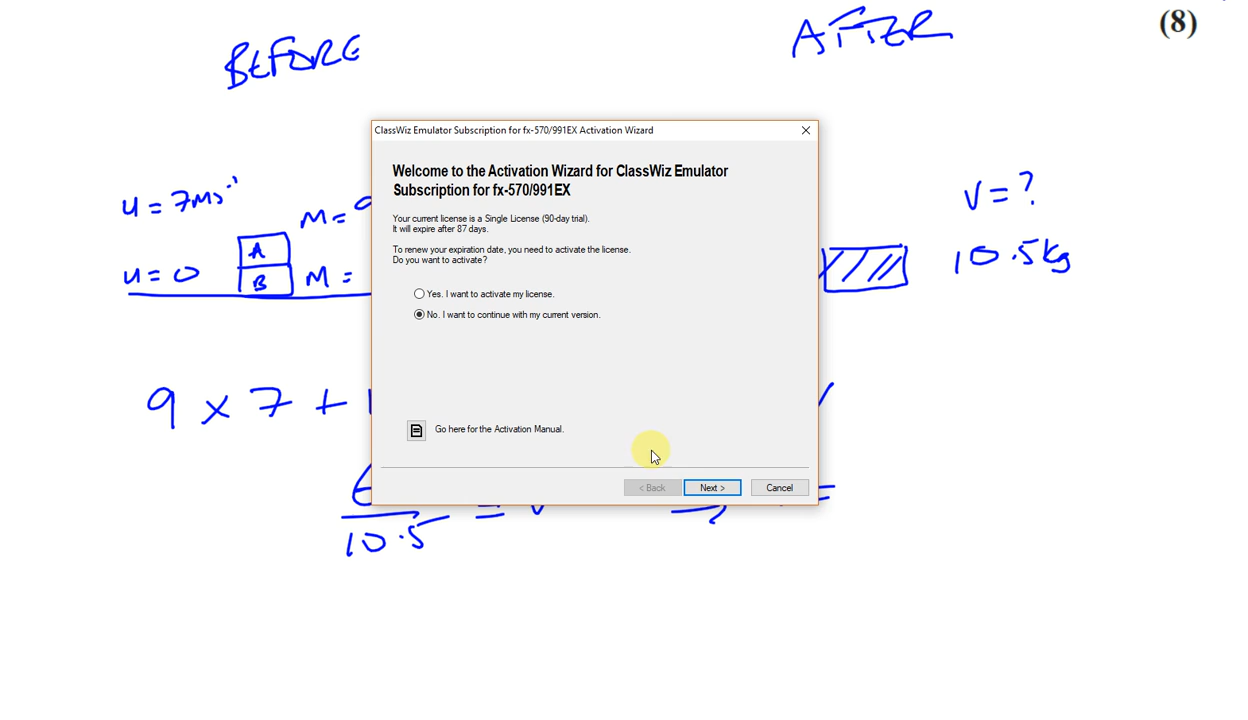 (8)
BEFORE
AFTER
ClassWiz Emulator Subscription for fx-570/991EX Activation Wizard
Welcome to the Activation Wizard for ClassWiz Emulator
Subscription for fx-570/991EX
Your current license is a Single License (90-day trial).
It will expire after 87 days.
To renew your expiration date, you need to activate the license.
Do you want to activate?
Yes. I want to activate my license.
No. I want to continue with my current version.
Go here for the Activation Manual.
< Back
Next >
Cancel
u = 7ms⁻¹
M =
A
u = 0
B
M =
v = ?
10.5kg
9 × 7 +
10.5
=
=